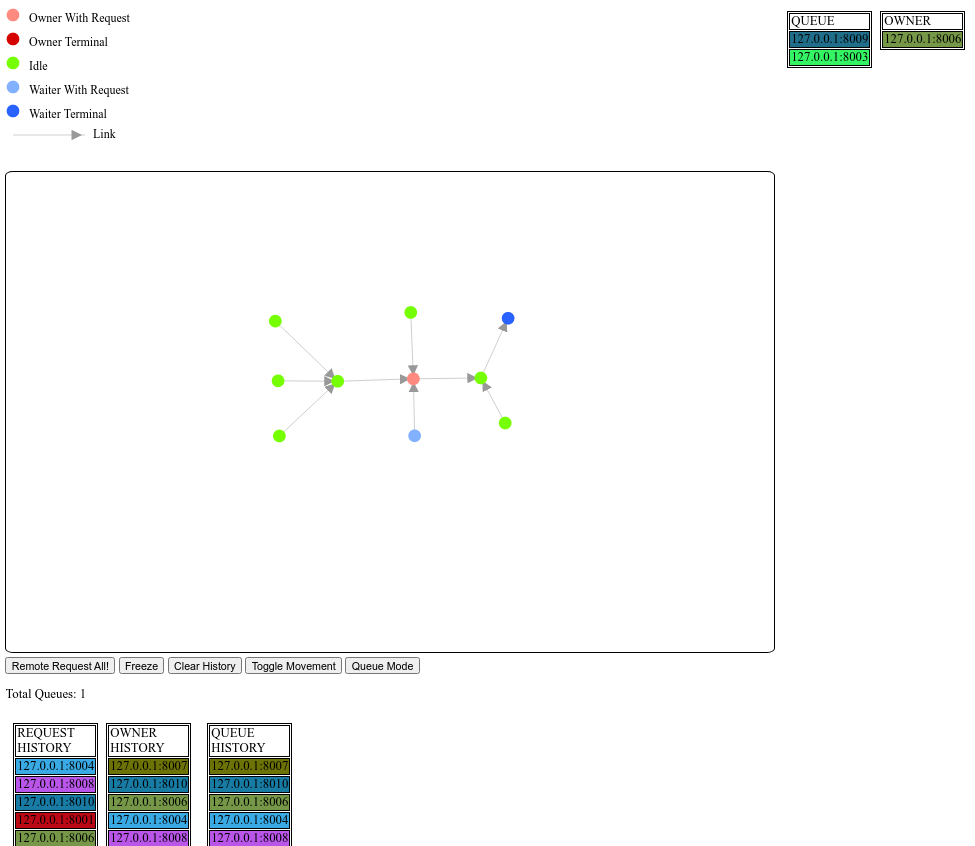 Owner With Request
Owner Terminal
Idle
Waiter With Request
Waiter Terminal
Link
QUEUE
127.0.0.1:8009
127.0.0.1:8003
OWNER
127.0.0.1:8006
Remote Request All! Freeze Clear History Toggle Movement Queue Mode
Total Queues: 1
REQUEST
HISTORY
127.0.0.1:8004
127.0.0.1:8008
127.0.0.1:8010
127.0.0.1:8001
127.0.0.1:8006
OWNER
HISTORY
127.0.0.1:8007
127.0.0.1:8010
127.0.0.1:8006
127.0.0.1:8004
127.0.0.1:8008
QUEUE
HISTORY
127.0.0.1:8007
127.0.0.1:8010
127.0.0.1:8006
127.0.0.1:8004
127.0.0.1:8008